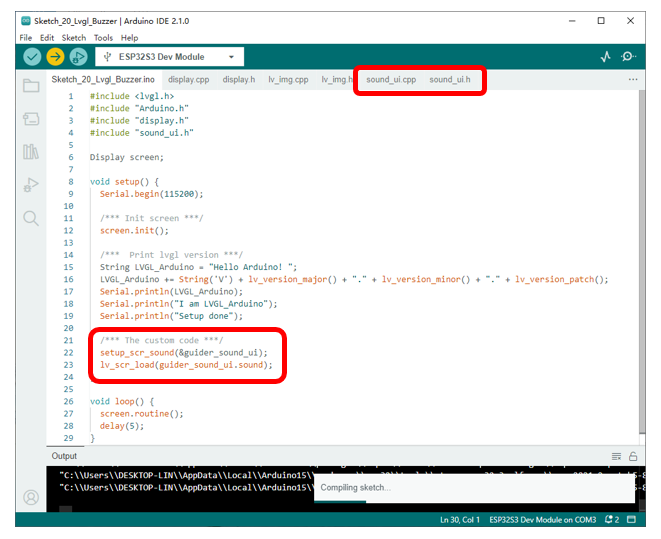 Sketch_20_Lvgl_Buzzer | Arduino IDE 2.1.0
File Edit Sketch Tools Help
ESP32S3 Dev Module
Sketch_20_Lvgl_Buzzer.ino display.cpp display.h lv_img.cpp lv_img.h sound_ui.cpp sound_ui.h
1 #include <lvgl.h>
2 #include "Arduino.h"
3 #include "display.h"
4 #include "sound_ui.h"
5
6 Display screen;
7
8 void setup() {
9 Serial.begin(115200);
10
11 /*** Init screen ***/
12 screen.init();
13
14 /***  Print lvgl version ***/
15 String LVGL_Arduino = "Hello Arduino! ";
16 LVGL_Arduino += String('V') + lv_version_major() + "." + lv_version_minor() + "." + lv_version_patch();
17 Serial.println(LVGL_Arduino);
18 Serial.println("I am LVGL_Arduino");
19 Serial.println("Setup done");
20
21 /*** The custom code ***/
22 setup_scr_sound(&guider_sound_ui);
23 lv_scr_load(guider_sound_ui.sound);
24
25
26 void loop() {
27 screen.routine();
28 delay(5);
29 }
Output
"C:\\Users\\DESKTOP-LIN\\AppData\\Local\\Arduino15\\
"C:\\Users\\DESKTOP-LIN\\AppData\\Local\\Arduino15\\
Compiling sketch...
Ln 30, Col 1 ESP32S3 Dev Module on COM3 2